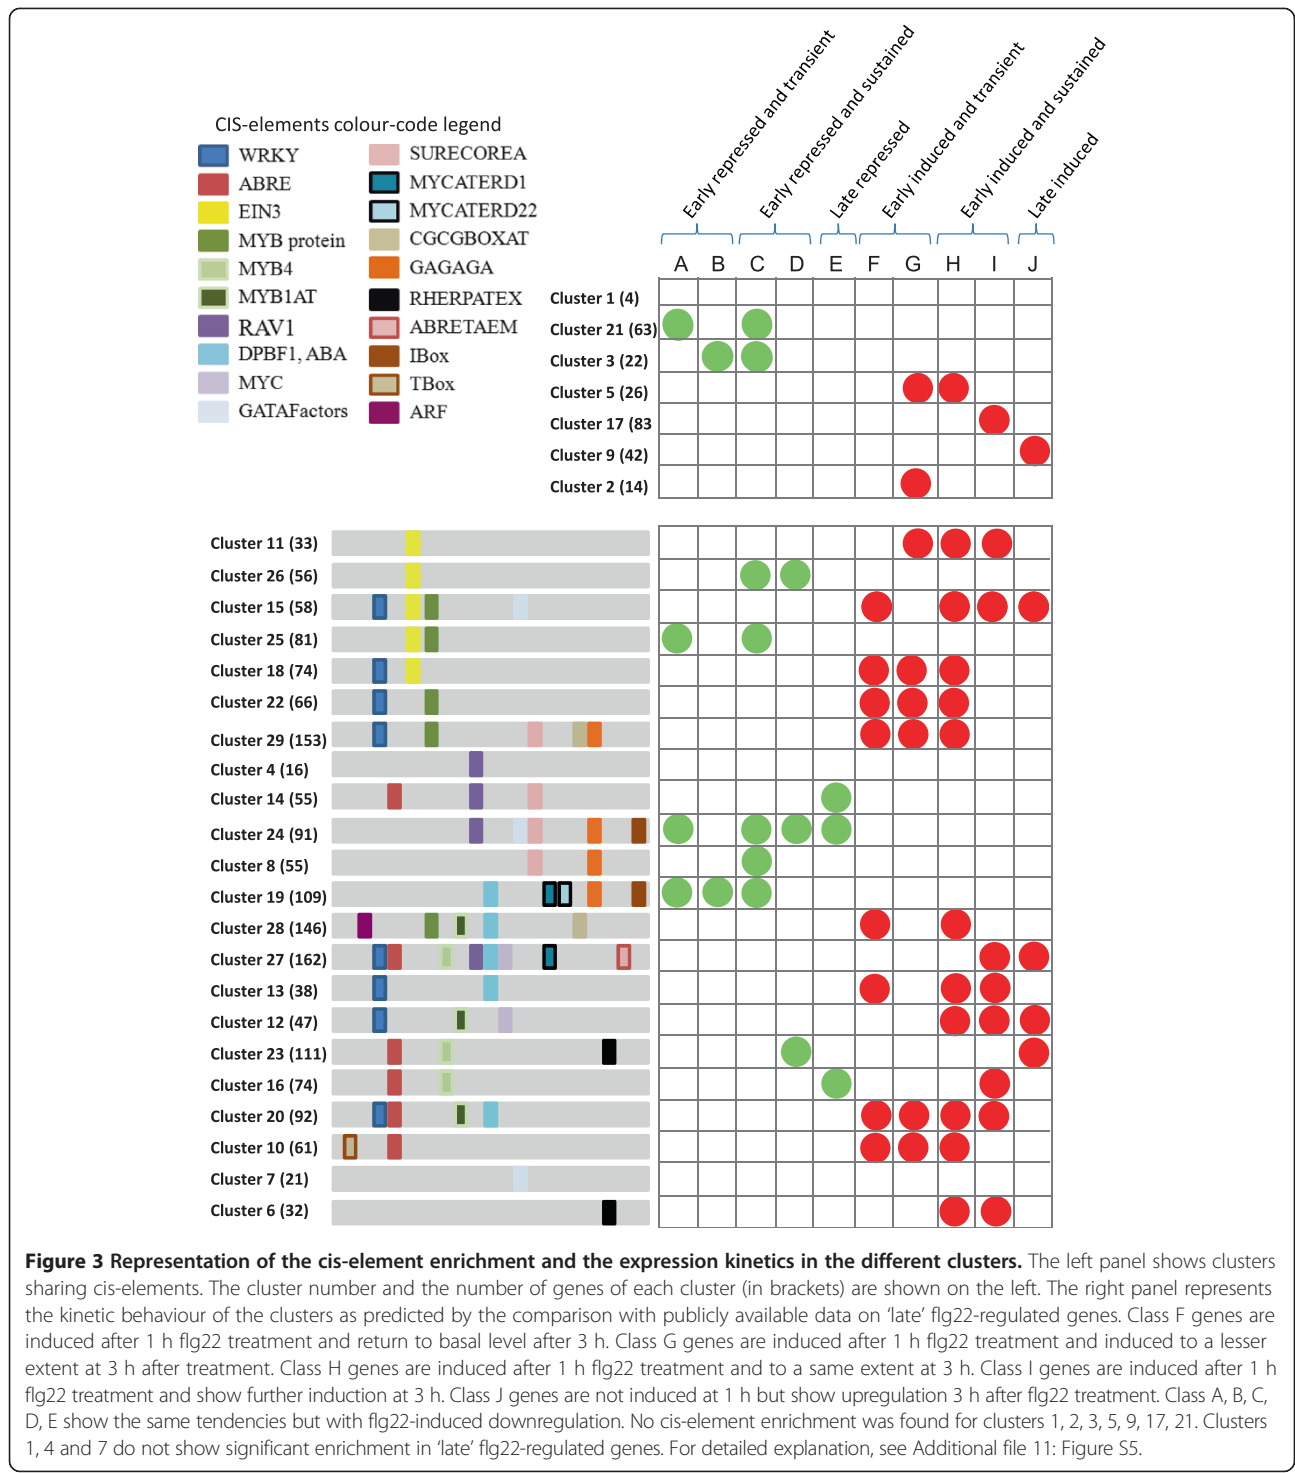 Early repressed and transient
Early repressed and sustained
Late repressed
Early induced and transient
Early induced and sustained
Late induced
CIS-elements colour-code legend
WRKY
ABRE
EIN3
MYB protein
MYB4
MYB1AT
RAV1
DPBF1, ABA
MYC
GATAFactors
SURECOREA
MYCATERD1
MYCATERD22
CGCGBOXAT
GAGAGA
RHERPATEX
ABRETAEM
IBox
TBox
ARF
A B C D E F G H I J
Cluster 1 (4)
Cluster 21 (63)
Cluster 3 (22)
Cluster 5 (26)
Cluster 17 (83
Cluster 9 (42)
Cluster 2 (14)
Cluster 11 (33)
Cluster 26 (56)
Cluster 15 (58)
Cluster 25 (81)
Cluster 18 (74)
Cluster 22 (66)
Cluster 29 (153)
Cluster 4 (16)
Cluster 14 (55)
Cluster 24 (91)
Cluster 8 (55)
Cluster 19 (109)
Cluster 28 (146)
Cluster 27 (162)
Cluster 13 (38)
Cluster 12 (47)
Cluster 23 (111)
Cluster 16 (74)
Cluster 20 (92)
Cluster 10 (61)
Cluster 7 (21)
Cluster 6 (32)
Figure 3 Representation of the cis-element enrichment and the expression kinetics in the different clusters. The left panel shows clusters
sharing cis-elements. The cluster number and the number of genes of each cluster (in brackets) are shown on the left. The right panel represents
the kinetic behaviour of the clusters as predicted by the comparison with publicly available data on 'late' flg22-regulated genes. Class F genes are
induced after 1 h flg22 treatment and return to basal level after 3 h. Class G genes are induced after 1 h flg22 treatment and induced to a lesser
extent at 3 h after treatment. Class H genes are induced after 1 h flg22 treatment and to a same extent at 3 h. Class I genes are induced after 1 h
flg22 treatment and show further induction at 3 h. Class J genes are not induced at 1 h but show upregulation 3 h after flg22 treatment. Class A, B, C,
D, E show the same tendencies but with flg22-induced downregulation. No cis-element enrichment was found for clusters 1, 2, 3, 5, 9, 17, 21. Clusters
1, 4 and 7 do not show significant enrichment in 'late' flg22-regulated genes. For detailed explanation, see Additional file 11: Figure S5.